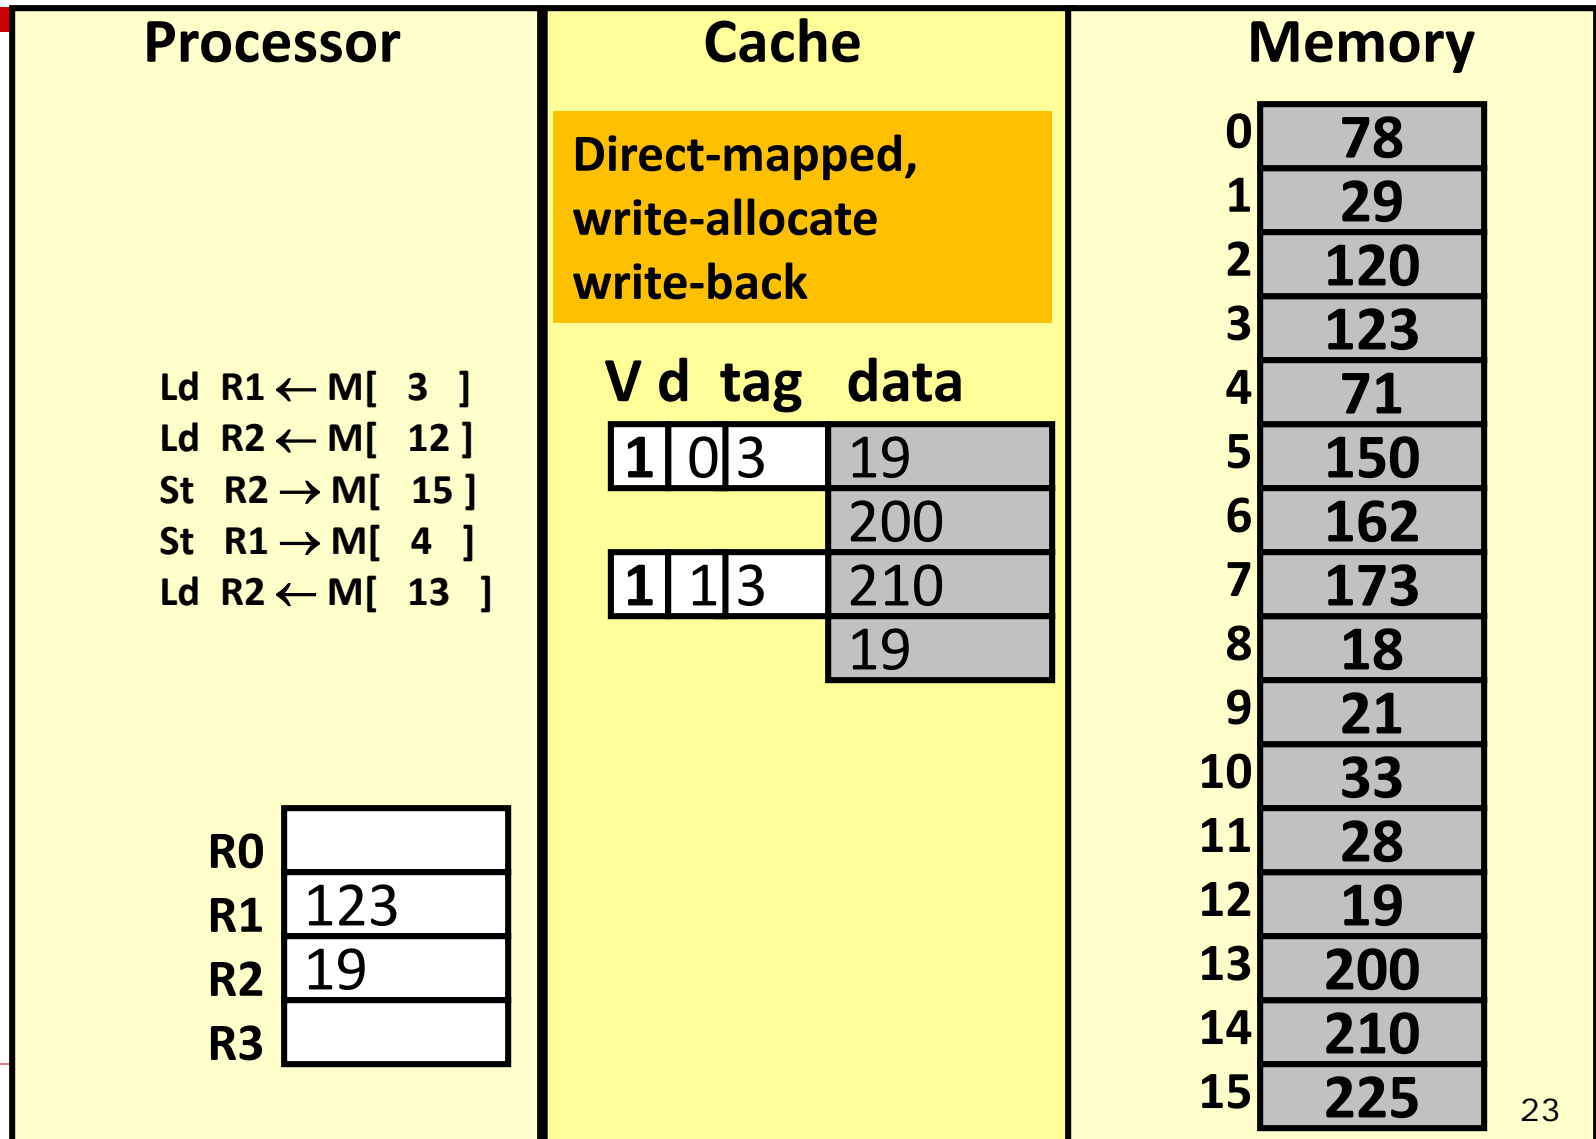 Processor
Ld R1 ← M[ 3 ]
Ld R2 ← M[ 12 ]
St R2 → M[ 15 ]
St R1 → M[ 4 ]
Ld R2 ← M[ 13 ]
R0
R1 123
R2 19
R3
Cache
Direct-mapped,
write-allocate
write-back
V d tag data
1 0 3 19
200
1 1 3 210
19
Memory
0 78
1 29
2 120
3 123
4 71
5 150
6 162
7 173
8 18
9 21
10 33
11 28
12 19
13 200
14 210
15 225
23